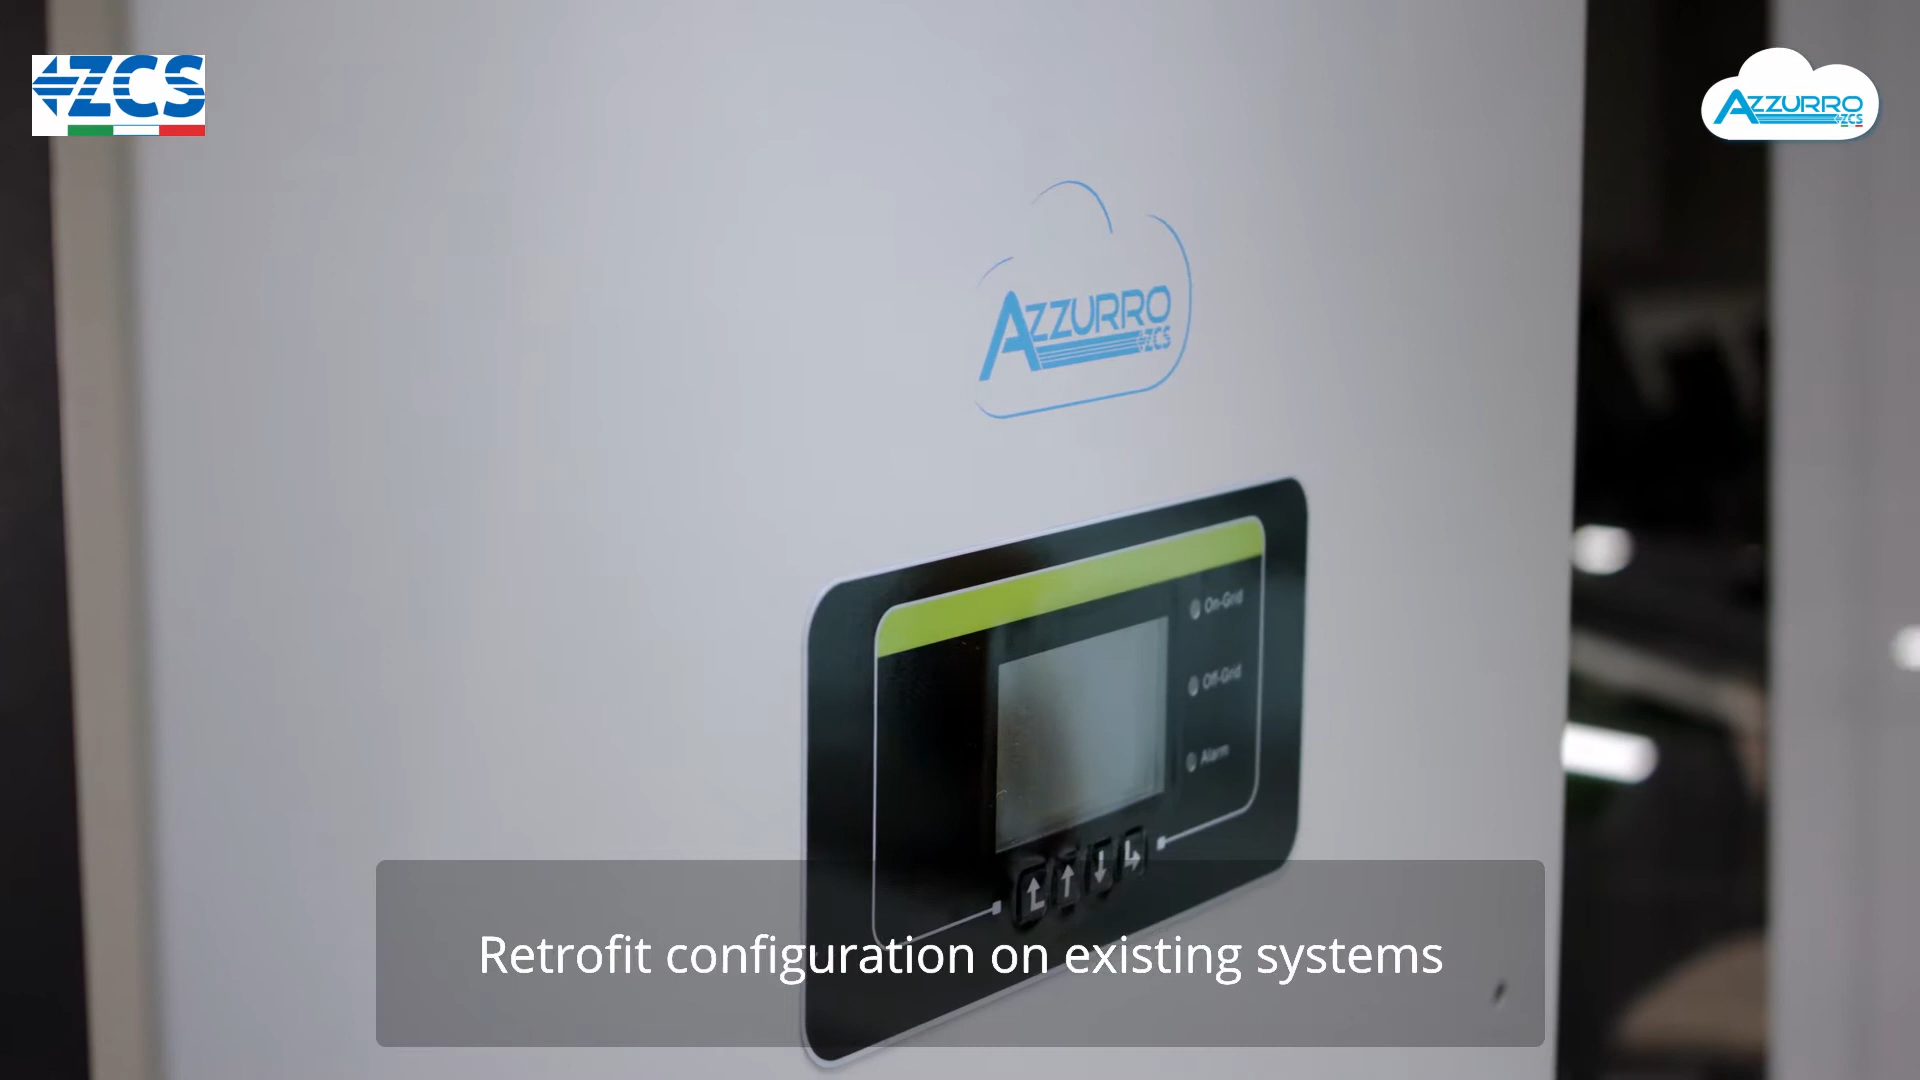 ZCS
AZZURRO
ZCS
AZZURRO
ZCS
On-Grid
Off-Grid
Alarm
Retrofit configuration on existing systems